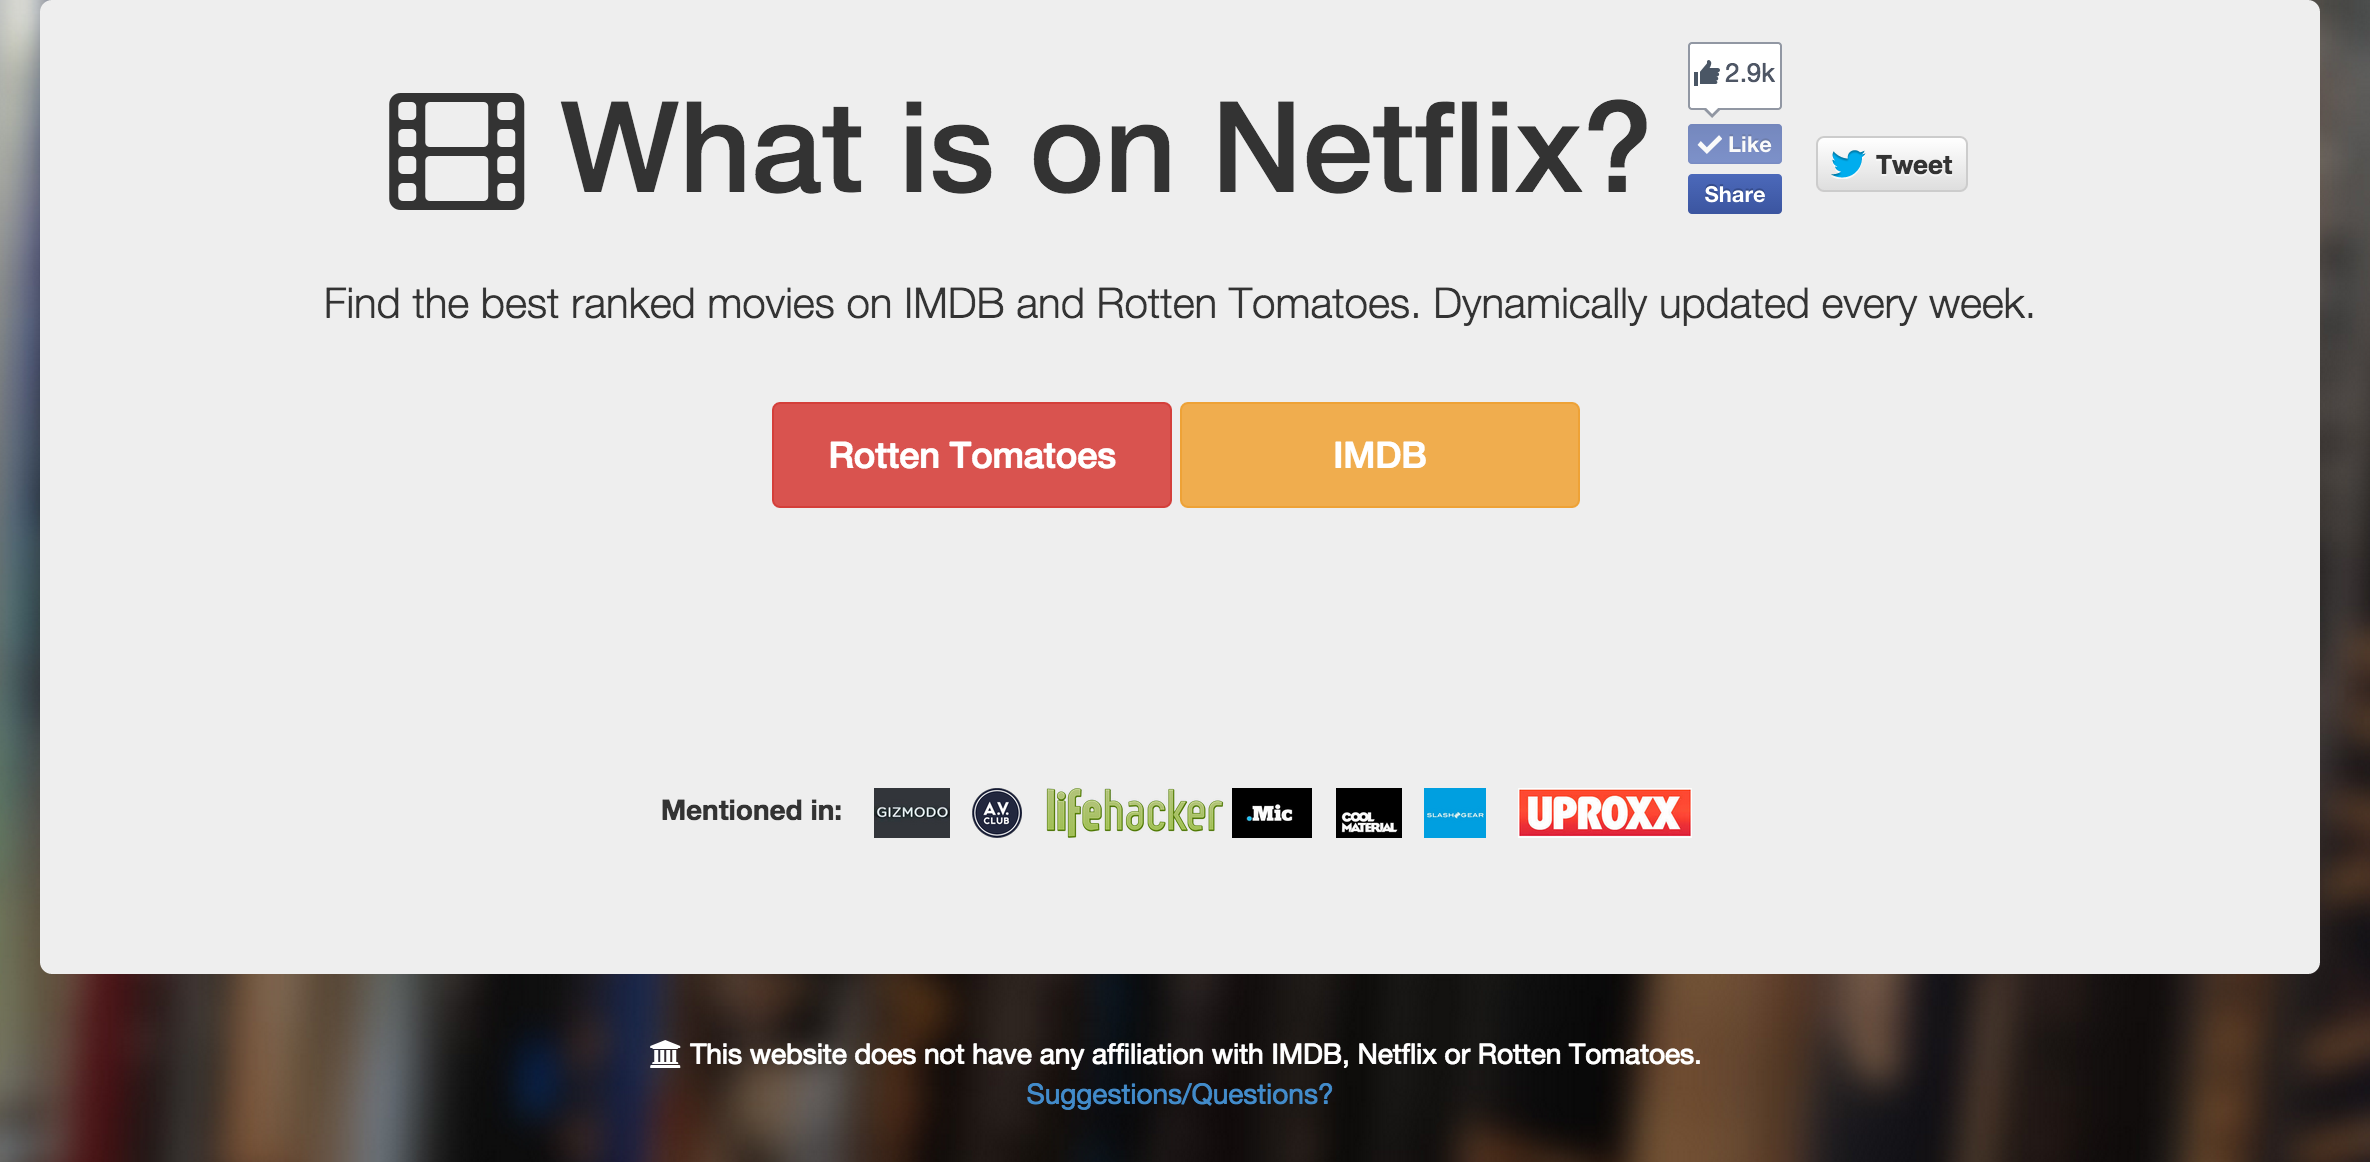 What is on Netflix?
2.9k
Like
Share
Tweet
Find the best ranked movies on IMDB and Rotten Tomatoes. Dynamically updated every week.
Rotten Tomatoes
IMDB
Mentioned in:
GIZMODO
A.V. CLUB
lifehacker
.Mic
COOL MATERIAL
SLASHGEAR
UPROXX
This website does not have any affiliation with IMDB, Netflix or Rotten Tomatoes.
Suggestions/Questions?